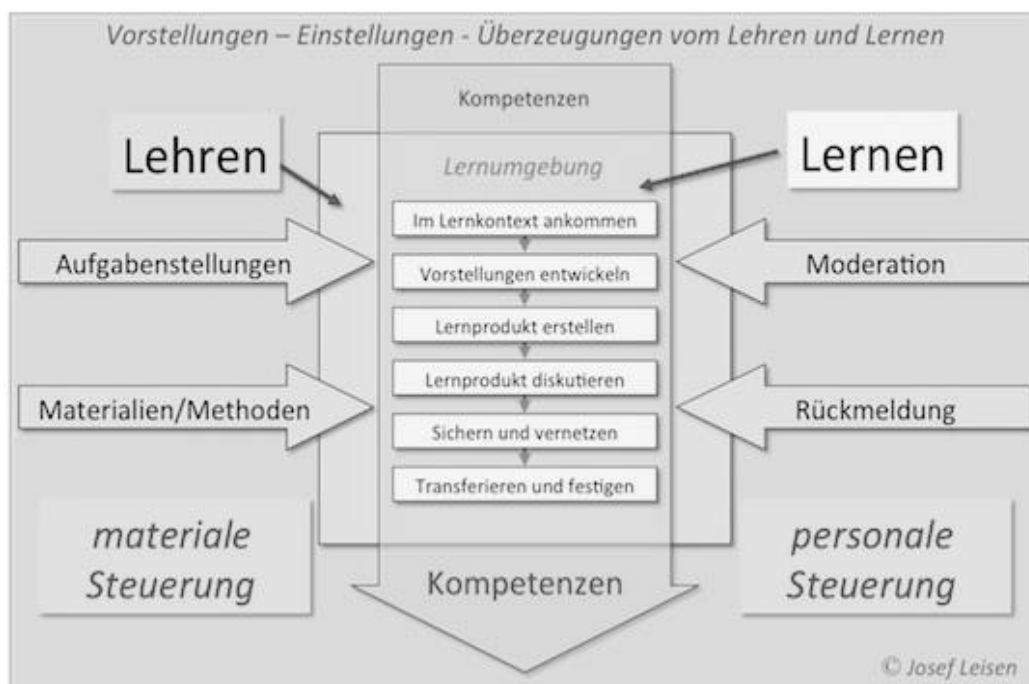 Vorstellungen – Einstellungen - Überzeugungen vom Lehren und Lernen
Kompetenzen
Lehren
Lernen
Lernumgebung
Im Lernkontext ankommen
Aufgabenstellungen
Vorstellungen entwickeln
Moderation
Lernprodukt erstellen
Lernprodukt diskutieren
Materialien/Methoden
Rückmeldung
Sichern und vernetzen
Transferieren und festigen
materiale
Steuerung
Kompetenzen
personale
Steuerung
© Josef Leisen